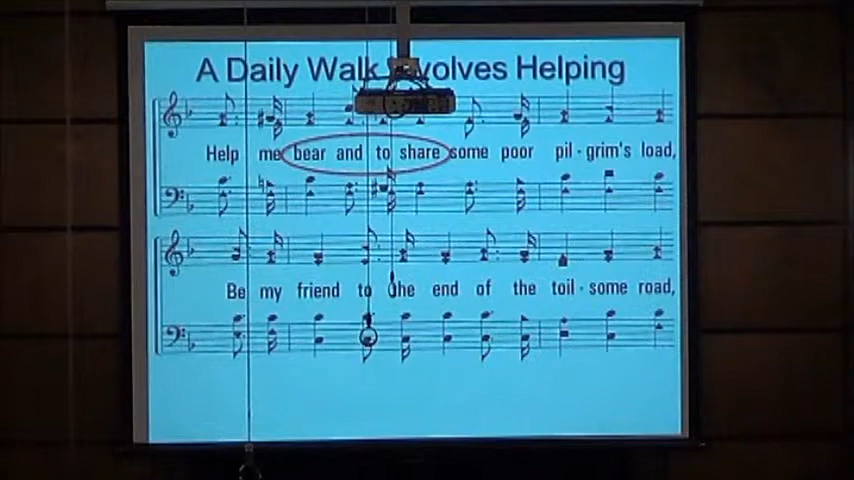 A Daily Walk Involves Helping
Help me bear and to share some poor pil-grim's load,
Be my friend to the end of the toil-some road,